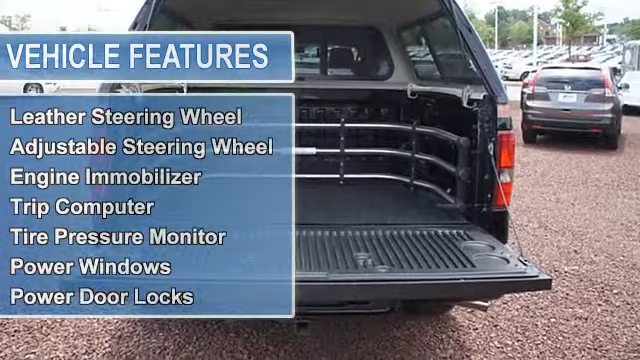 VEHICLE FEATURES
Leather Steering Wheel
Adjustable Steering Wheel
Engine Immobilizer
Trip Computer
Tire Pressure Monitor
Power Windows
Power Door Locks